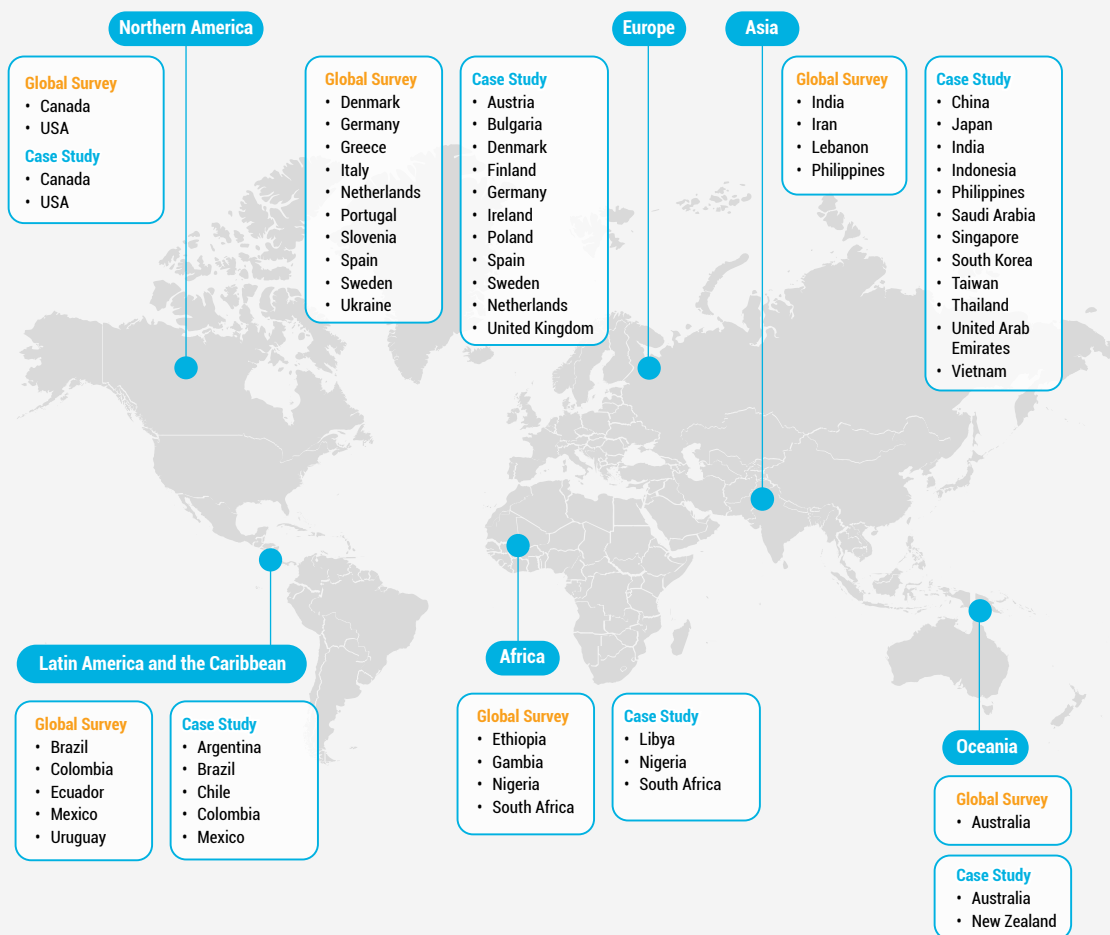 Northern America
Global Survey
• Canada
• USA
Case Study
• Canada
• USA
Europe
Global Survey
• Denmark
• Germany
• Greece
• Italy
• Netherlands
• Portugal
• Slovenia
• Spain
• Sweden
• Ukraine
Case Study
• Austria
• Bulgaria
• Denmark
• Finland
• Germany
• Ireland
• Poland
• Spain
• Sweden
• Netherlands
• United Kingdom
Asia
Global Survey
• India
• Iran
• Lebanon
• Philippines
Case Study
• China
• Japan
• India
• Indonesia
• Philippines
• Saudi Arabia
• Singapore
• South Korea
• Taiwan
• Thailand
• United Arab
Emirates
• Vietnam
Latin America and the Caribbean
Global Survey
• Brazil
• Colombia
• Ecuador
• Mexico
• Uruguay
Case Study
• Argentina
• Brazil
• Chile
• Colombia
• Mexico
Africa
Global Survey
• Ethiopia
• Gambia
• Nigeria
• South Africa
Case Study
• Libya
• Nigeria
• South Africa
Oceania
Global Survey
• Australia
Case Study
• Australia
• New Zealand